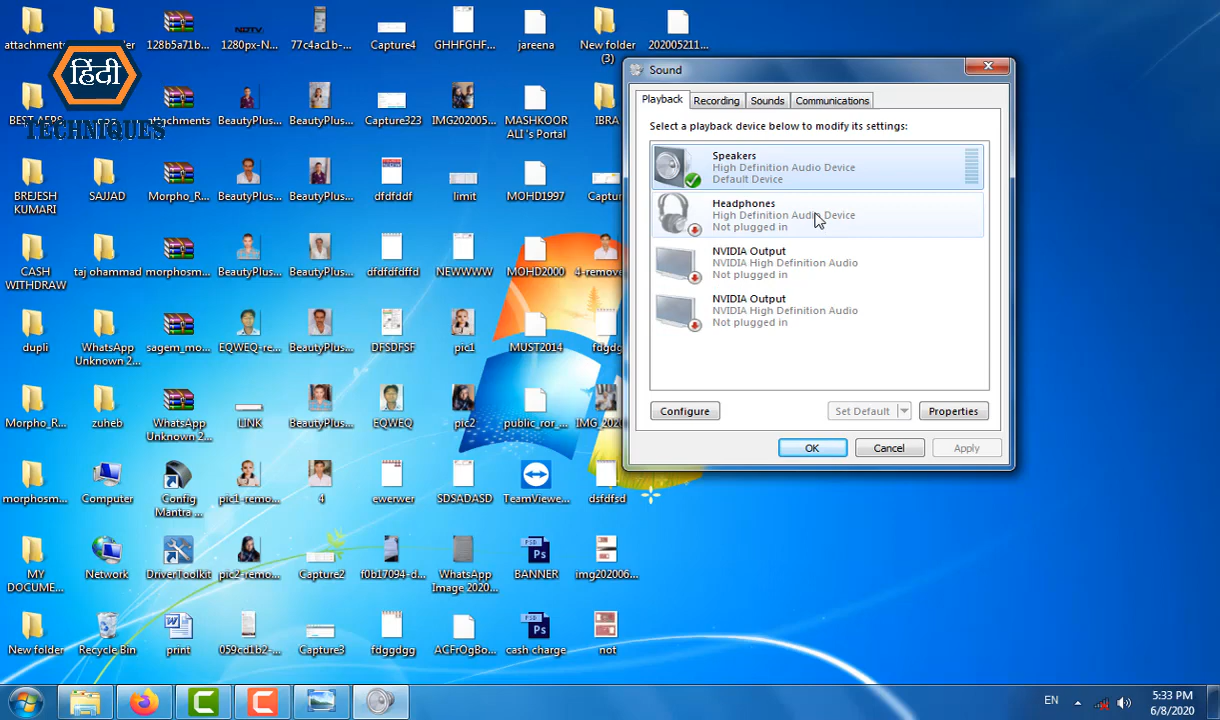 attachments
128b5a71b...
1280px-N...
77c4ac1b-...
Capture4
GHHFGHF...
jareena
New folder (3)
202005211...
हिंदी
TECHNIQUES
attachments
BeautyPlus...
BeautyPlus...
Capture323
IMG202005...
MASHKOOR
ALI 's Portal
IBRA
BREJESH
KUMARI
SAJJAD
Morpho_R...
BeautyPlus...
BeautyPlus...
dfdfdfdf
limit
MOHD1997
Captur
CASH
WITHDRAW
taj ohammad
morphosm...
BeautyPlus...
BeautyPlus...
dfdfdfdffd
NEWWWW
MOHD2000
4-remove
dupli
WhatsApp
Unknown 2...
sagem_mo...
EQWEQ-re...
BeautyPlus...
DFSDFSF
pic1
MUST2014
fdgdg
Morpho_R...
zuheb
WhatsApp
Unknown 2...
LINK
BeautyPlus...
EQWEQ
pic2
public_ror_...
IMG_2020
morphosm...
Computer
Config
Mantra ...
pic1-remo...
4
ewerwer
SDSADASD
TeamViewe...
dsfdfsd
MY
DOCUME...
Network
DriverToolkit
pic2-remo...
Capture2
f0b17094-d...
WhatsApp
Image 2020...
BANNER
img202006...
New folder
Recycle Bin
print
059cd1b2-...
Capture3
fdggdgg
ACFrOgBo...
cash charge
not
Sound
Playback
Recording
Sounds
Communications
Select a playback device below to modify its settings:
Speakers
High Definition Audio Device
Default Device
Headphones
High Definition Audio Device
Not plugged in
NVIDIA Output
NVIDIA High Definition Audio
Not plugged in
NVIDIA Output
NVIDIA High Definition Audio
Not plugged in
Configure
Set Default
Properties
OK
Cancel
Apply
EN
5:33 PM
6/8/2020